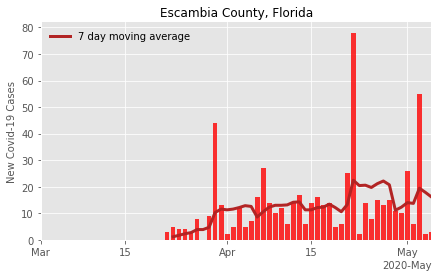 Escambia County, Florida
7 day moving average
New Covid-19 Cases
80
70
60
50
40
30
20
10
0
Mar 15 Apr 15 May
2020-May